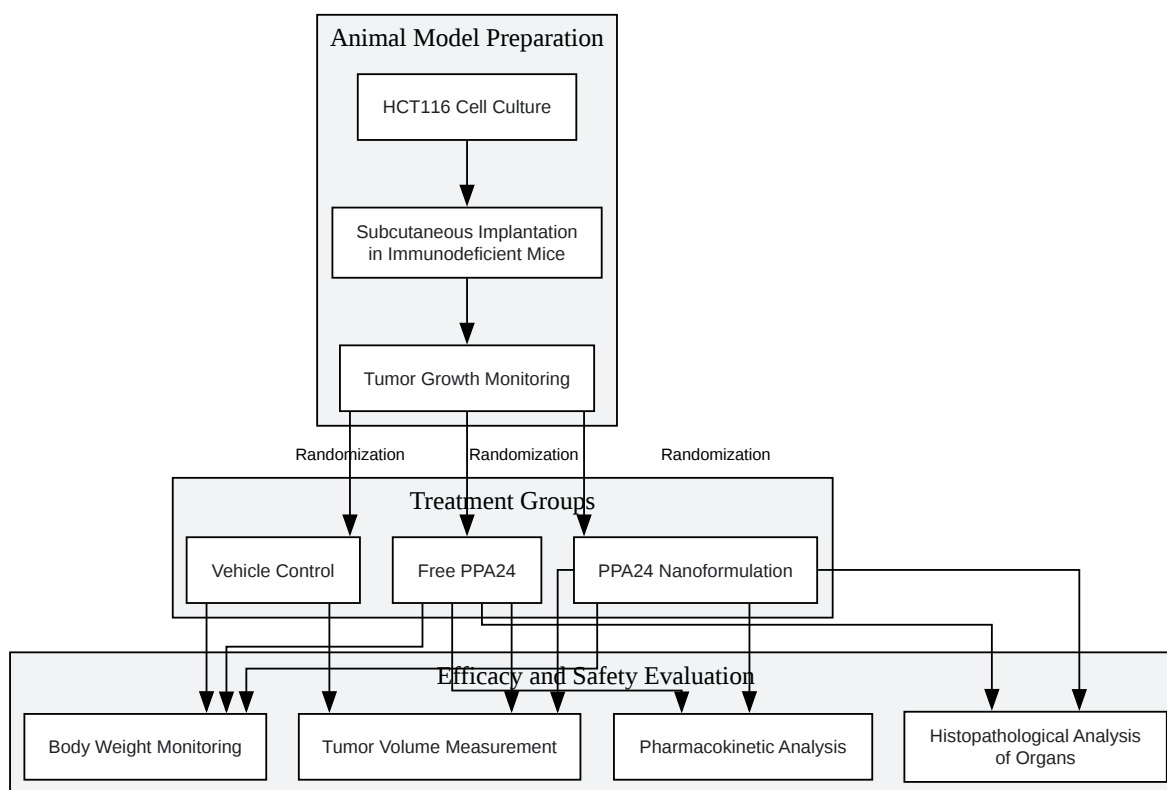 Animal Model Preparation
HCT116 Cell Culture
Subcutaneous Implantation
in Immunodeficient Mice
Tumor Growth Monitoring
Randomization
Randomization
Randomization
Treatment Groups
Vehicle Control
Free PPA24
PPA24 Nanoformulation
Efficacy and Safety Evaluation
Body Weight Monitoring
Tumor Volume Measurement
Pharmacokinetic Analysis
Histopathological Analysis
of Organs